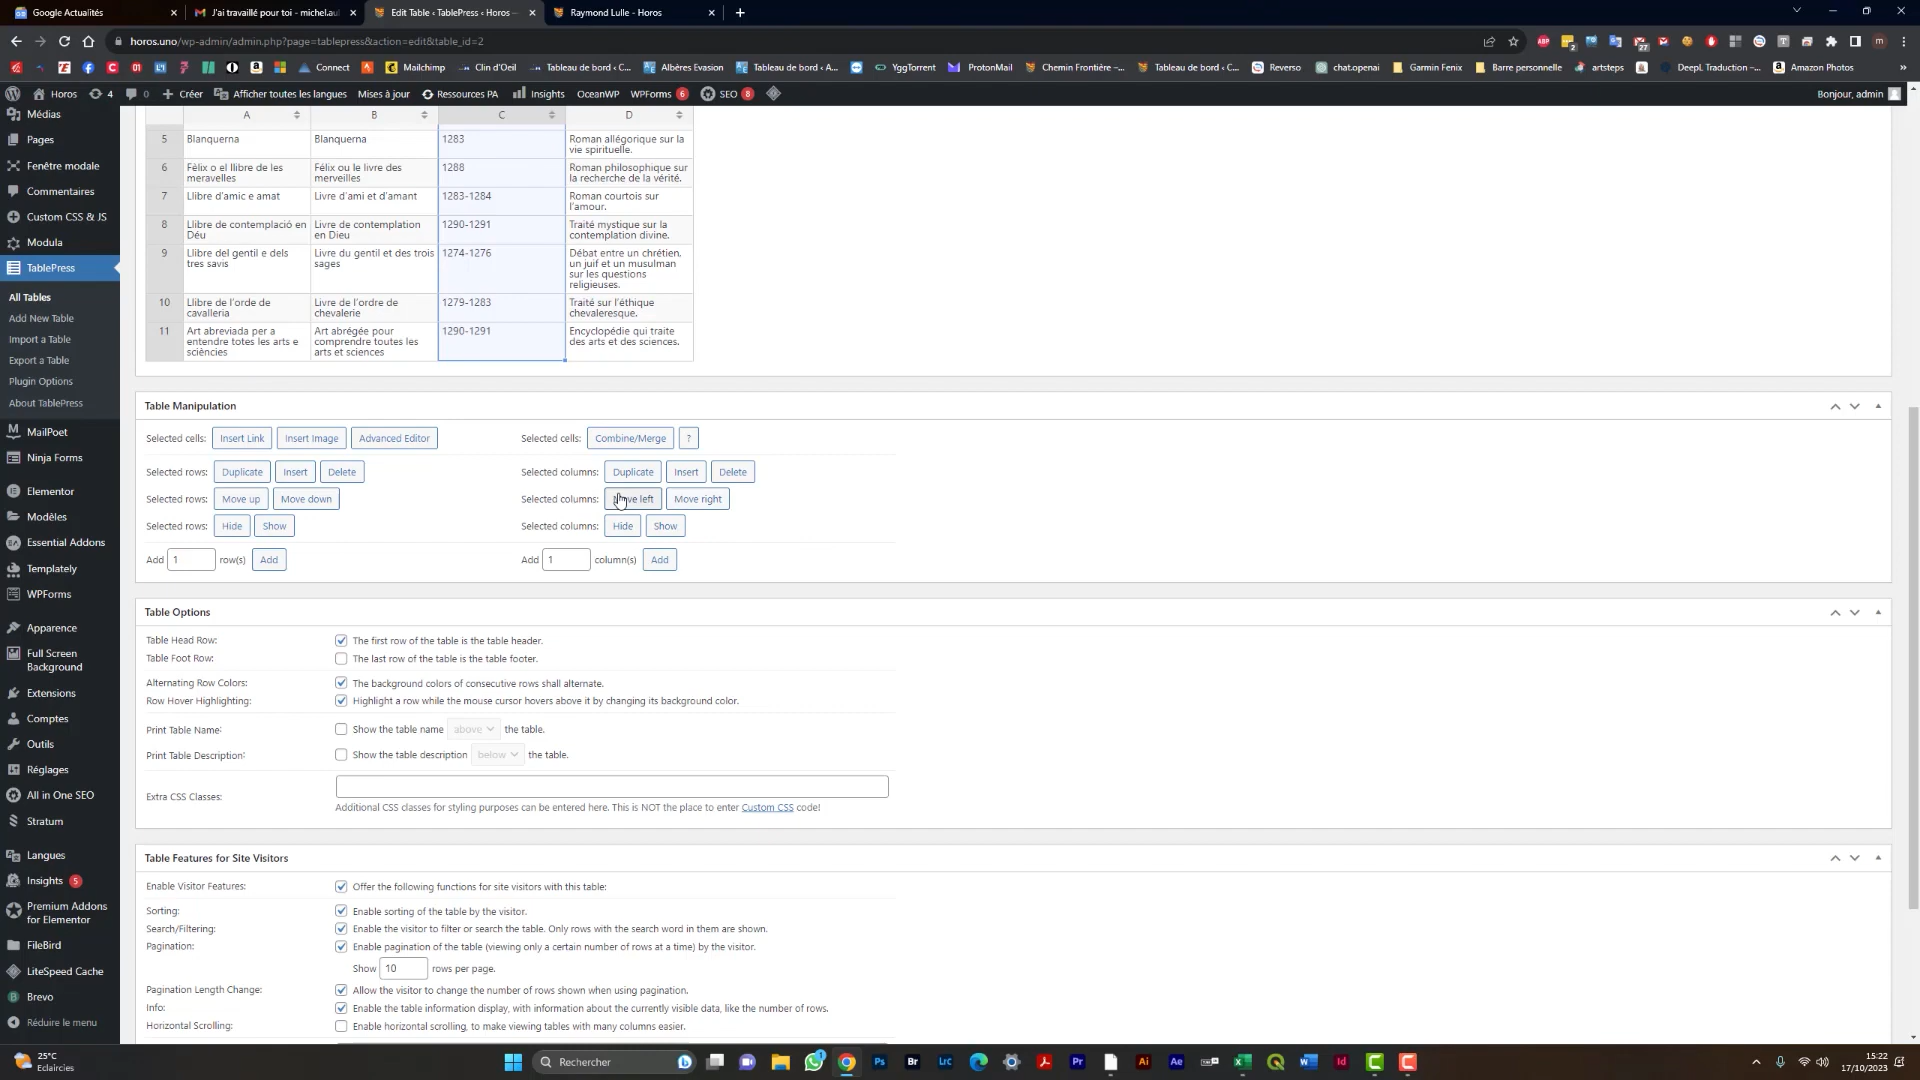 Google Actualités
J'ai travaillé pour toi - michel.au
Edit Table ‹ TablePress ‹ Horos —
Raymond Lulle - Horos
horos.uno/wp-admin/admin.php?page=tablepress&action=edit&table_id=2
Connect
Mailchimp
Clin d'Oeil
Tableau de bord ‹ C...
Albères Evasion
Tableau de bord ‹ A...
YggTorrent
ProtonMail
Chemin Frontière –...
Tableau de bord ‹ C...
Reverso
chat.openai
Garmin Fenix
Barre personnelle
artsteps
DeepL Traduction –...
Amazon Photos
Horos
4
0
Créer
Afficher toutes les langues
Mises à jour
Ressources PA
Insights
OceanWP
WPForms 6
SEO 8
Bonjour, admin
Médias
Pages
Fenêtre modale
Commentaires
Custom CSS & JS
Modula
TablePress
All Tables
Add New Table
Import a Table
Export a Table
Plugin Options
About TablePress
MailPoet
Ninja Forms
Elementor
Modèles
Essential Addons
Templately
WPForms
Apparence
Full Screen
Background
Extensions
Comptes
Outils
Réglages
All in One SEO
Stratum
Langues
Insights 5
Premium Addons
for Elementor
FileBird
LiteSpeed Cache
Brevo
Réduire le menu
A B C D
5 Blanquerna Blanquerna 1283 Roman allégorique sur la
vie spirituelle.
6 Fèlix o el llibre de les Félix ou le livre des 1288 Roman philosophique sur
meravelles merveilles la recherche de la vérité.
7 Llibre d'amic e amat Livre d'ami et d'amant 1283-1284 Roman courtois sur
l'amour.
8 Llibre de contemplació en Livre de contemplation 1290-1291 Traité mystique sur la
Déu en Dieu contemplation divine.
9 Llibre del gentil e dels Livre du gentil et des trois 1274-1276 Débat entre un chrétien,
tres savis sages un juif et un musulman
sur les questions
religieuses.
10 Llibre de l'orde de Livre de l'ordre de 1279-1283 Traité sur l'éthique
cavalleria chevalerie chevaleresque.
11 Art abreviada per a Art abrégée pour 1290-1291 Encyclopédie qui traite
entendre totes les arts e comprendre toutes les des arts et des sciences.
sciències arts et sciences
Table Manipulation
Selected cells: Insert Link Insert Image Advanced Editor Selected cells: Combine/Merge ?
Selected rows: Duplicate Insert Delete Selected columns: Duplicate Insert Delete
Selected rows: Move up Move down Selected columns: Move left Move right
Selected rows: Hide Show Selected columns: Hide Show
Add 1 row(s) Add Add 1 column(s) Add
Table Options
Table Head Row: The first row of the table is the table header.
Table Foot Row: The last row of the table is the table footer.
Alternating Row Colors: The background colors of consecutive rows shall alternate.
Row Hover Highlighting: Highlight a row while the mouse cursor hovers above it by changing its background color.
Print Table Name: Show the table name above the table.
Print Table Description: Show the table description below the table.
Extra CSS Classes:
Additional CSS classes for styling purposes can be entered here. This is NOT the place to enter Custom CSS code!
Table Features for Site Visitors
Enable Visitor Features: Offer the following functions for site visitors with this table:
Sorting: Enable sorting of the table by the visitor.
Search/Filtering: Enable the visitor to filter or search the table. Only rows with the search word in them are shown.
Pagination: Enable pagination of the table (viewing only a certain number of rows at a time) by the visitor.
Show 10 rows per page.
Pagination Length Change: Allow the visitor to change the number of rows shown when using pagination.
Info: Enable the table information display, with information about the currently visible data, like the number of rows.
Horizontal Scrolling: Enable horizontal scrolling, to make viewing tables with many columns easier.
25°C
Eclaircies
Rechercher
15:22
17/10/2023